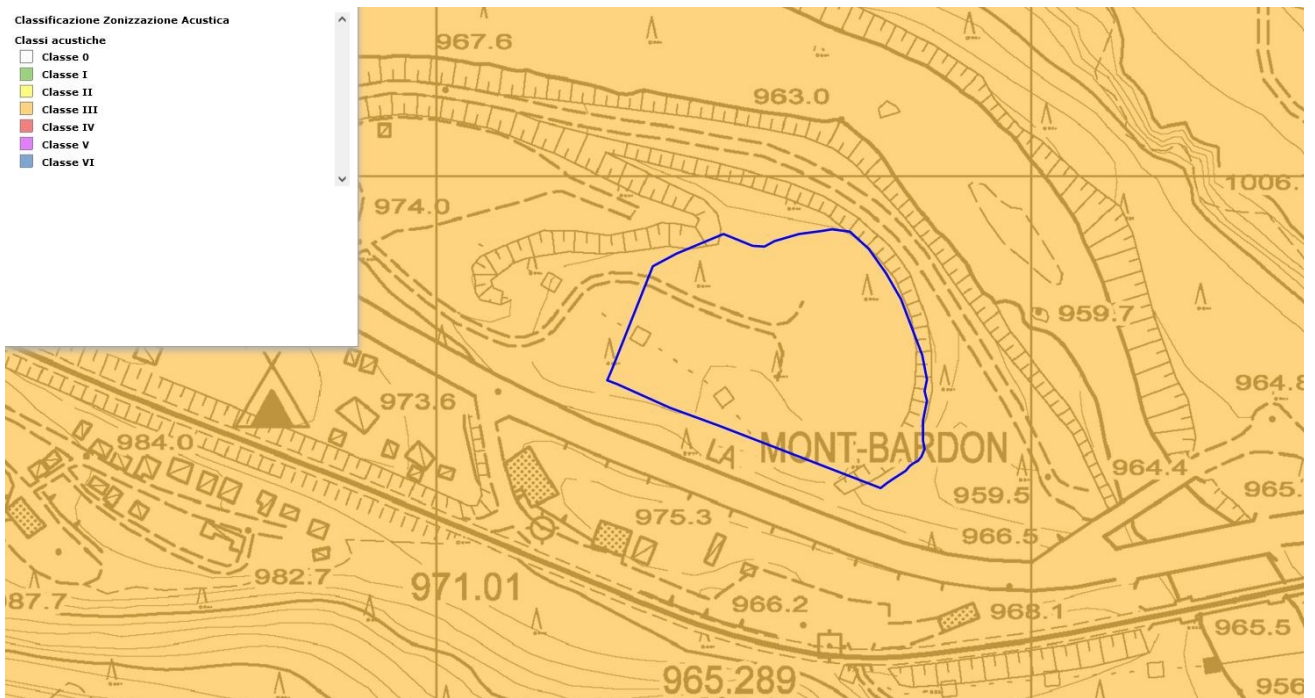 Classificazione Zonizzazione Acustica
Classi acustiche
Classe 0
Classe I
Classe II
Classe III
Classe IV
Classe V
Classe VI
967.6
963.0
1006.
974.0
959.7
964.8
973.6
984.0
LA MONT-BARDON
964.4
959.5
965.
975.3
966.5
982.7
971.01
87.7
966.2
968.1
965.5
965.289
956